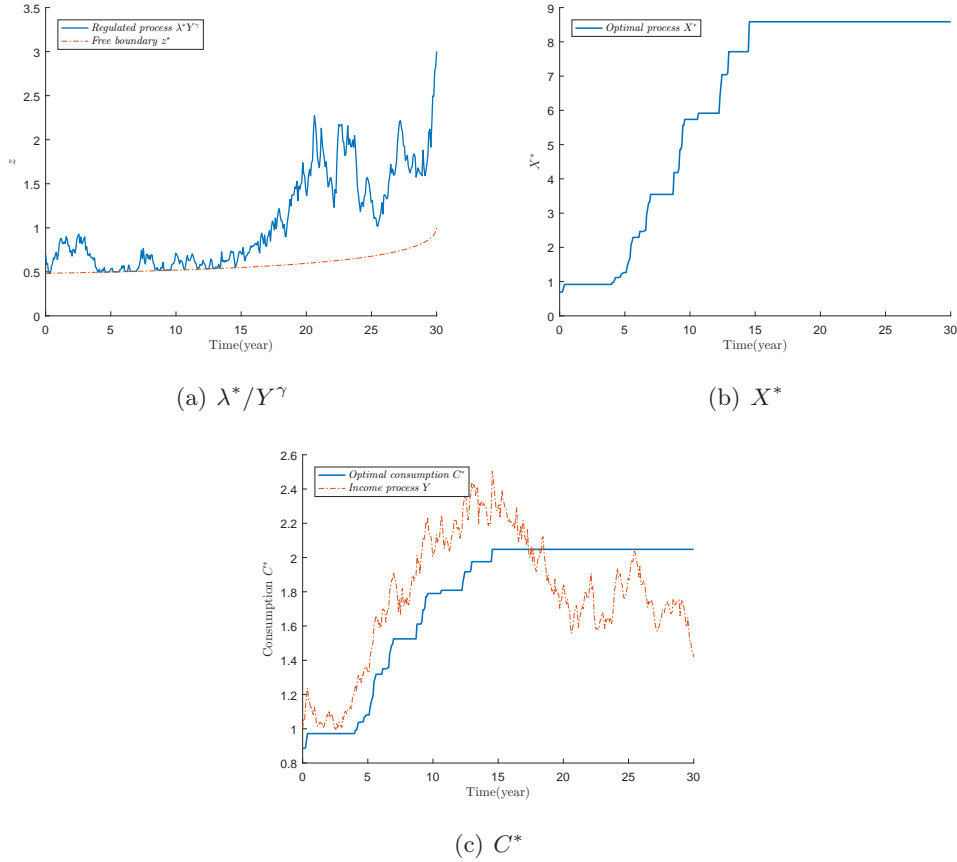 Regulated process λ*Y^γ
Free boundary z*
3.5
3
2.5
2
1.5
1
0.5
0
z
0 5 10 15 20 25 30
Time(year)
(a) λ*/Y^γ
Optimal process X*
9
8
7
6
5
4
3
2
1
0
X*
0 5 10 15 20 25 30
Time(year)
(b) X*
Optimal consumption C*
Income process Y
2.6
2.4
2.2
2
1.8
1.6
1.4
1.2
1
0.8
Consumption C*
0 5 10 15 20 25 30
Time(year)
(c) C*